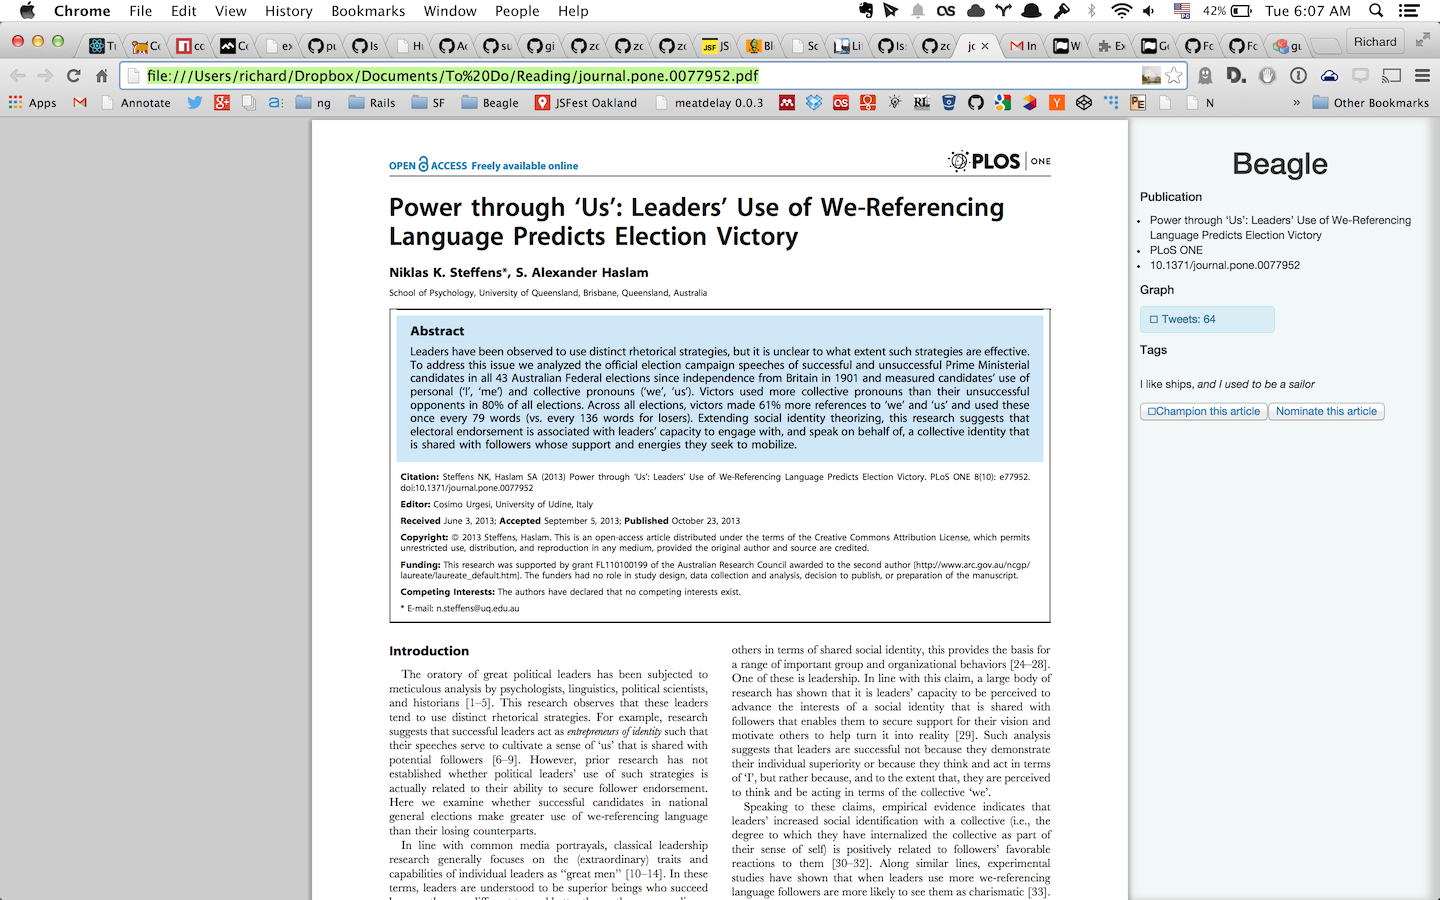 Chrome File Edit View History Bookmarks Window People Help 42% Tue 6:07 AM
jc In Richard
file:///Users/richard/Dropbox/Documents/To%20Do/Reading/journal.pone.0077952.pdf
Apps Annotate ng Rails SF Beagle JSFest Oakland meatdelay 0.0.3 N » Other Bookmarks
OPEN ACCESS Freely available online
PLOS ONE
Power through ‘Us’: Leaders’ Use of We-Referencing
Language Predicts Election Victory
Niklas K. Steffens*, S. Alexander Haslam
School of Psychology, University of Queensland, Brisbane, Queensland, Australia
Abstract
Leaders have been observed to use distinct rhetorical strategies, but it is unclear to what extent such strategies are effective.
To address this issue we analyzed the official election campaign speeches of successful and unsuccessful Prime Ministerial
candidates in all 43 Australian Federal elections since independence from Britain in 1901 and measured candidates’ use of
personal (‘I’, ‘me’) and collective pronouns (‘we’, ‘us’). Victors used more collective pronouns than their unsuccessful
opponents in 80% of all elections. Across all elections, victors made 61% more references to ‘we’ and ‘us’ and used these
once every 79 words (vs. every 136 words for losers). Extending social identity theorizing, this research suggests that
electoral endorsement is associated with leaders’ capacity to engage with, and speak on behalf of, a collective identity that
is shared with followers whose support and energies they seek to mobilize.
Citation: Steffens NK, Haslam SA (2013) Power through ‘Us’: Leaders’ Use of We-Referencing Language Predicts Election Victory. PLoS ONE 8(10): e77952.
doi:10.1371/journal.pone.0077952
Editor: Cosimo Urgesi, University of Udine, Italy
Received June 3, 2013; Accepted September 5, 2013; Published October 23, 2013
Copyright: © 2013 Steffens, Haslam. This is an open-access article distributed under the terms of the Creative Commons Attribution License, which permits
unrestricted use, distribution, and reproduction in any medium, provided the original author and source are credited.
Funding: This research was supported by grant FL110100199 of the Australian Research Council awarded to the second author [http://www.arc.gov.au/ncgp/
laureate/laureate_default.htm]. The funders had no role in study design, data collection and analysis, decision to publish, or preparation of the manuscript.
Competing Interests: The authors have declared that no competing interests exist.
* E-mail: n.steffens@uq.edu.au
Introduction
The oratory of great political leaders has been subjected to
meticulous analysis by psychologists, linguistics, political scientists,
and historians [1–5]. This research observes that these leaders
tend to use distinct rhetorical strategies. For example, research
suggests that successful leaders act as entrepreneurs of identity such that
their speeches serve to cultivate a sense of ‘us’ that is shared with
potential followers [6–9]. However, prior research has not
established whether political leaders’ use of such strategies is
actually related to their ability to secure follower endorsement.
Here we examine whether successful candidates in national
general elections make greater use of we-referencing language
than their losing counterparts.
In line with common media portrayals, classical leadership
research generally focuses on the (extraordinary) traits and
capabilities of individual leaders as “great men” [10–14]. In these
terms, leaders are understood to be superior beings who succeed
others in terms of shared social identity, this provides the basis for
a range of important group and organizational behaviors [24–28].
One of these is leadership. In line with this claim, a large body of
research has shown that it is leaders’ capacity to be perceived to
advance the interests of a social identity that is shared with
followers that enables them to secure support for their vision and
motivate others to help turn it into reality [29]. Such analysis
suggests that leaders are successful not because they demonstrate
their individual superiority or because they think and act in terms
of ‘I’, but rather because, and to the extent that, they are perceived
to think and be acting in terms of the collective ‘we’.
Speaking to these claims, empirical evidence indicates that
leaders’ increased social identification with a collective (i.e., the
degree to which they have internalized the collective as part of
their sense of self) is positively related to followers’ favorable
reactions to them [30–32]. Along similar lines, experimental
studies have shown that when leaders use more we-referencing
language followers are more likely to see them as charismatic [33].
Beagle
Publication
Power through ‘Us’: Leaders’ Use of We-Referencing
Language Predicts Election Victory
PLoS ONE
10.1371/journal.pone.0077952
Graph
Tweets: 64
Tags
I like ships, and I used to be a sailor
Champion this article Nominate this article